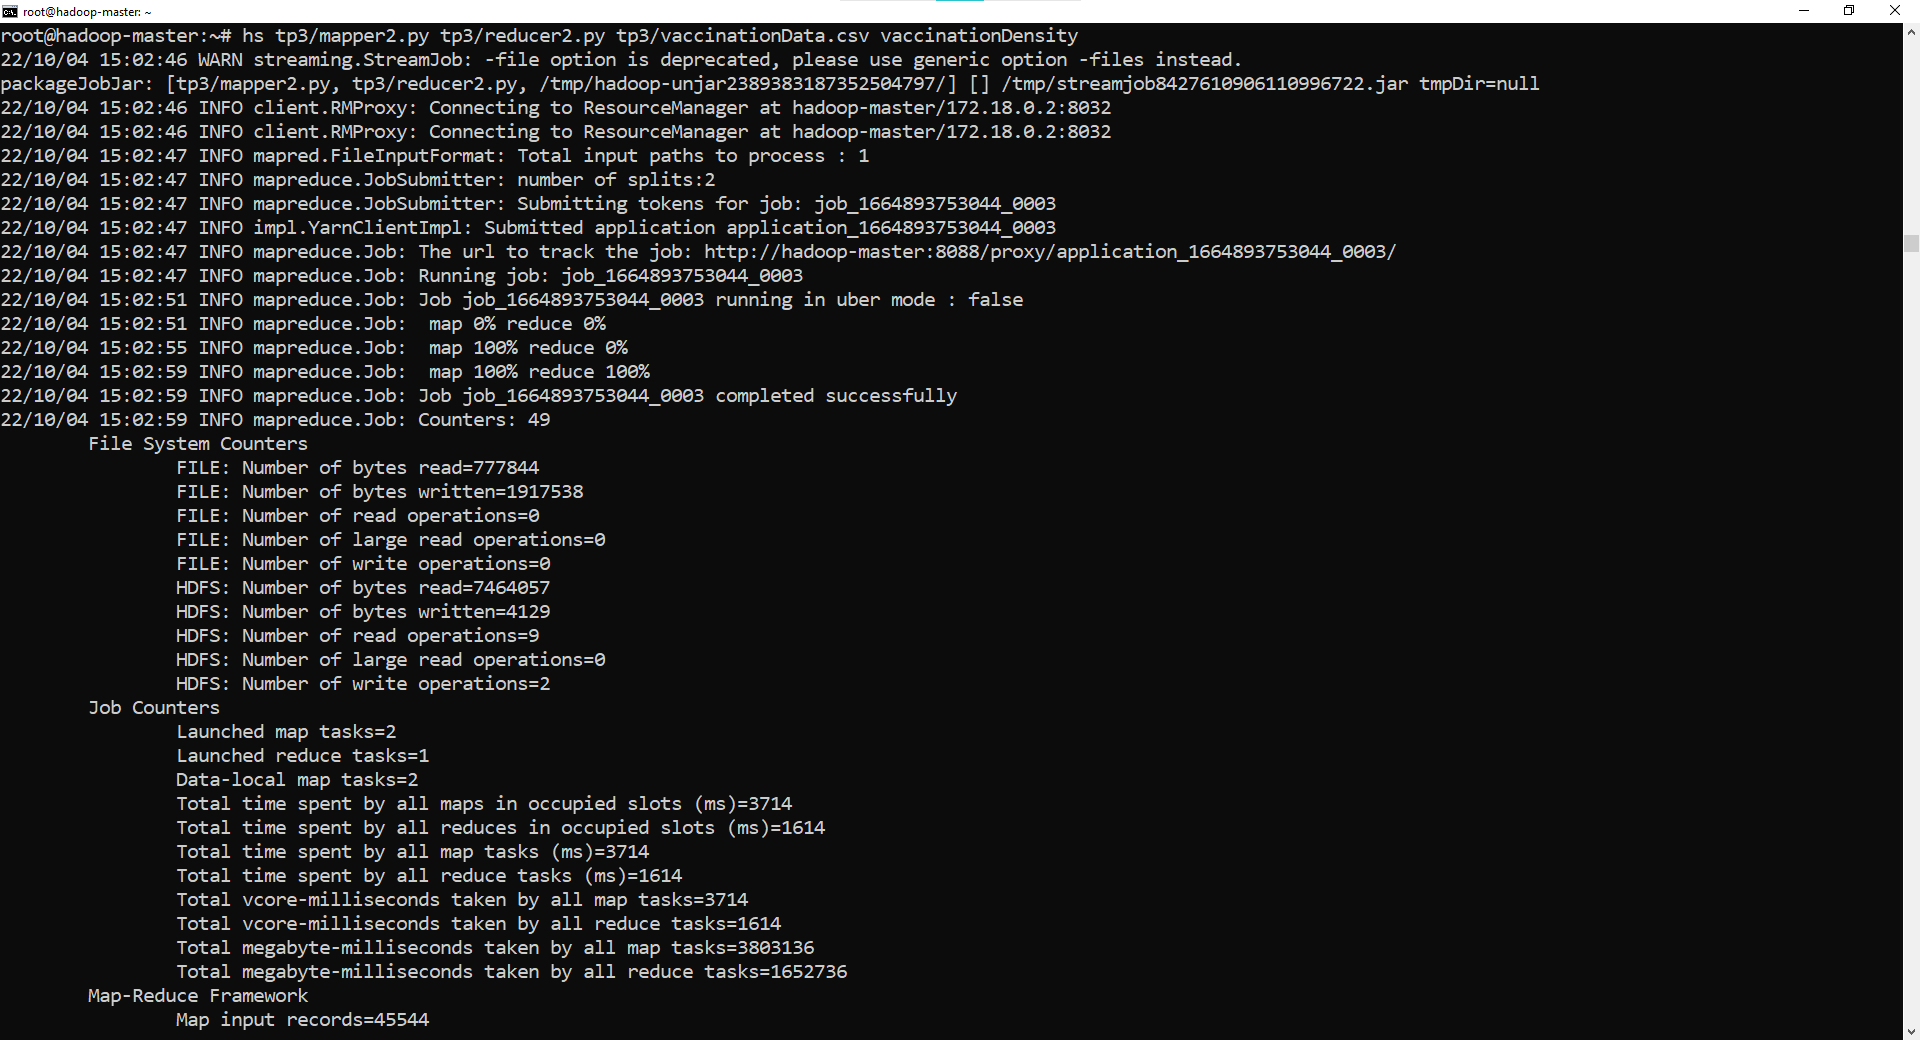 root@hadoop-master: ~
root@hadoop-master:~# hs tp3/mapper2.py tp3/reducer2.py tp3/vaccinationData.csv vaccinationDensity
22/10/04 15:02:46 WARN streaming.StreamJob: -file option is deprecated, please use generic option -files instead.
packageJobJar: [tp3/mapper2.py, tp3/reducer2.py, /tmp/hadoop-unjar2389383187352504797/] [] /tmp/streamjob8427610906110996722.jar tmpDir=null
22/10/04 15:02:46 INFO client.RMProxy: Connecting to ResourceManager at hadoop-master/172.18.0.2:8032
22/10/04 15:02:46 INFO client.RMProxy: Connecting to ResourceManager at hadoop-master/172.18.0.2:8032
22/10/04 15:02:47 INFO mapred.FileInputFormat: Total input paths to process : 1
22/10/04 15:02:47 INFO mapreduce.JobSubmitter: number of splits:2
22/10/04 15:02:47 INFO mapreduce.JobSubmitter: Submitting tokens for job: job_1664893753044_0003
22/10/04 15:02:47 INFO impl.YarnClientImpl: Submitted application application_1664893753044_0003
22/10/04 15:02:47 INFO mapreduce.Job: The url to track the job: http://hadoop-master:8088/proxy/application_1664893753044_0003/
22/10/04 15:02:47 INFO mapreduce.Job: Running job: job_1664893753044_0003
22/10/04 15:02:51 INFO mapreduce.Job: Job job_1664893753044_0003 running in uber mode : false
22/10/04 15:02:51 INFO mapreduce.Job:  map 0% reduce 0%
22/10/04 15:02:55 INFO mapreduce.Job:  map 100% reduce 0%
22/10/04 15:02:59 INFO mapreduce.Job:  map 100% reduce 100%
22/10/04 15:02:59 INFO mapreduce.Job: Job job_1664893753044_0003 completed successfully
22/10/04 15:02:59 INFO mapreduce.Job: Counters: 49
File System Counters
FILE: Number of bytes read=777844
FILE: Number of bytes written=1917538
FILE: Number of read operations=0
FILE: Number of large read operations=0
FILE: Number of write operations=0
HDFS: Number of bytes read=7464057
HDFS: Number of bytes written=4129
HDFS: Number of read operations=9
HDFS: Number of large read operations=0
HDFS: Number of write operations=2
Job Counters
Launched map tasks=2
Launched reduce tasks=1
Data-local map tasks=2
Total time spent by all maps in occupied slots (ms)=3714
Total time spent by all reduces in occupied slots (ms)=1614
Total time spent by all map tasks (ms)=3714
Total time spent by all reduce tasks (ms)=1614
Total vcore-milliseconds taken by all map tasks=3714
Total vcore-milliseconds taken by all reduce tasks=1614
Total megabyte-milliseconds taken by all map tasks=3803136
Total megabyte-milliseconds taken by all reduce tasks=1652736
Map-Reduce Framework
Map input records=45544